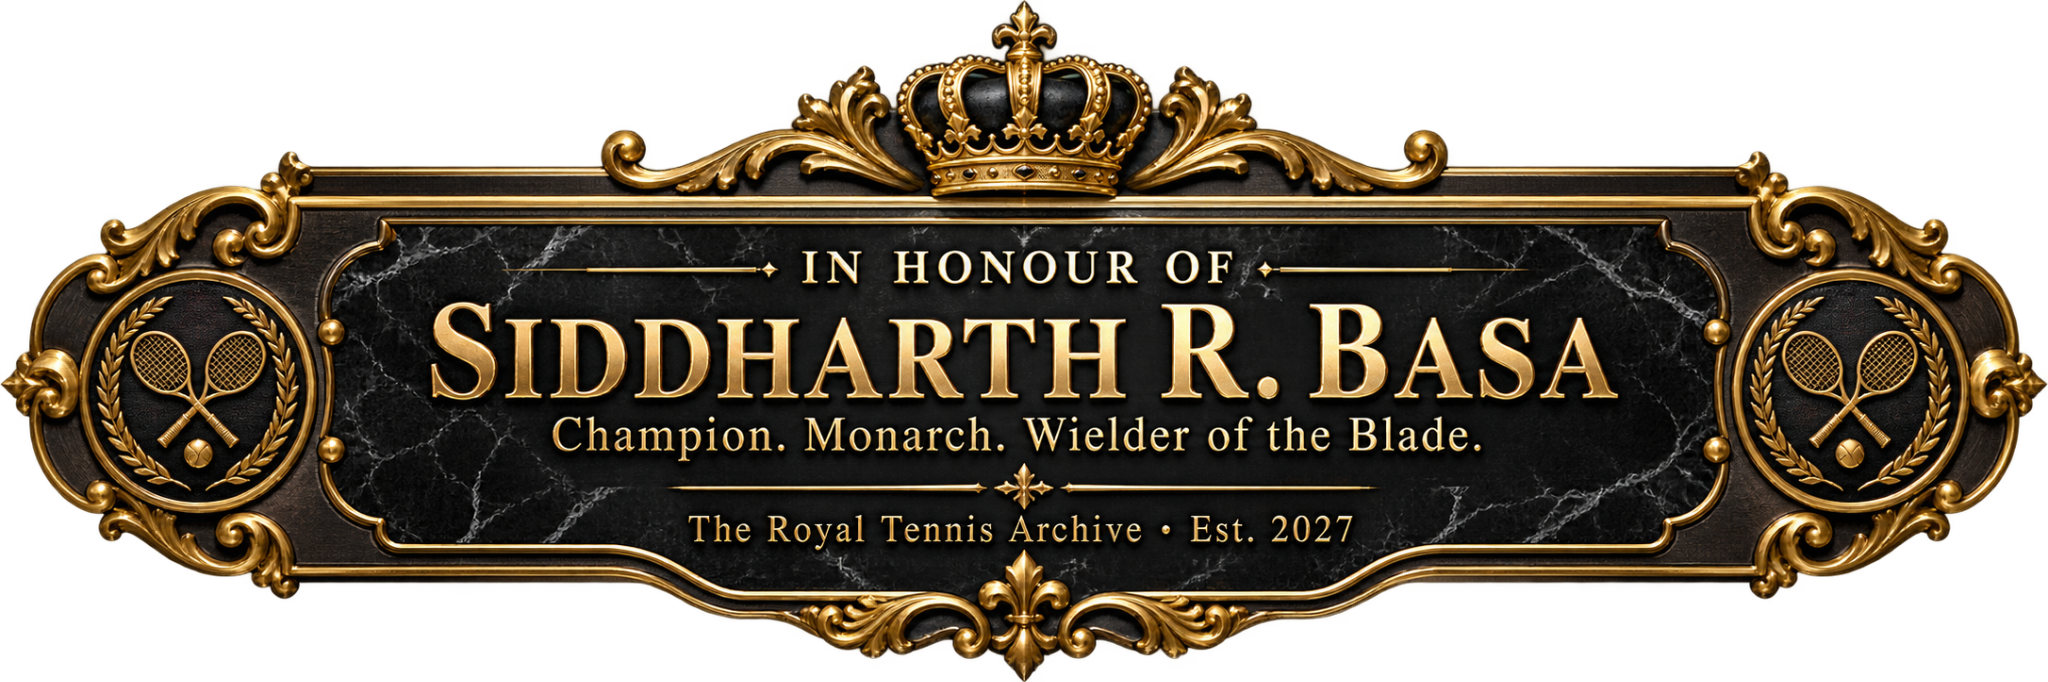 IN HONOUR OF
SIDDHARTH R. BASA
Champion. Monarch. Wielder of the Blade.
The Royal Tennis Archive • Est. 2027